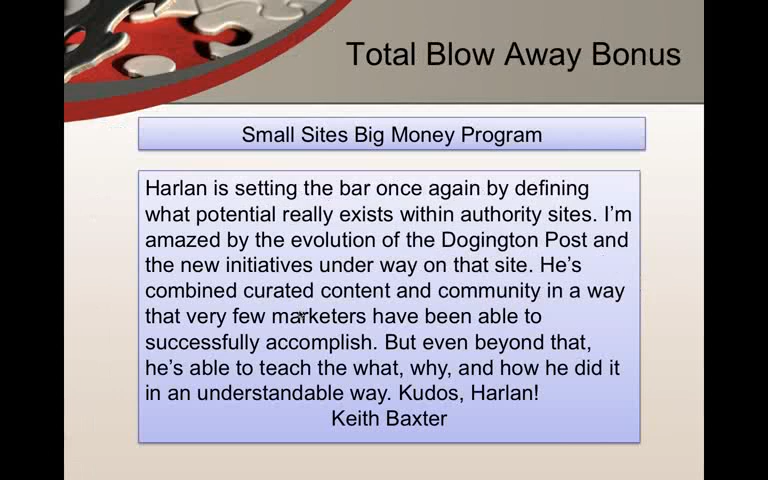 Total Blow Away Bonus
Small Sites Big Money Program
Harlan is setting the bar once again by defining
what potential really exists within authority sites. I'm
amazed by the evolution of the Dogington Post and
the new initiatives under way on that site. He's
combined curated content and community in a way
that very few marketers have been able to
successfully accomplish. But even beyond that,
he's able to teach the what, why, and how he did it
in an understandable way. Kudos, Harlan!
Keith Baxter